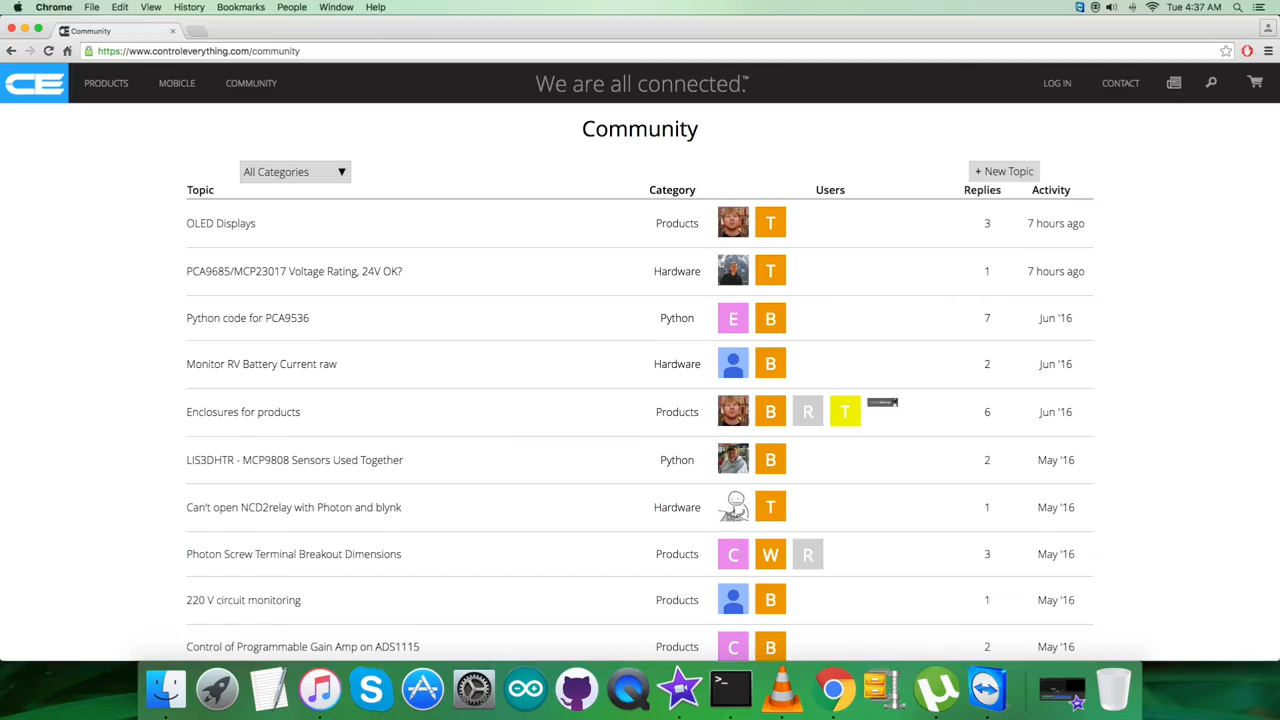 Chrome File Edit View History Bookmarks People Window Help Tue 4:37 AM
Community
https://www.controleverything.com/community
CE PRODUCTS MOBICLE COMMUNITY We are all connected.™ LOG IN CONTACT
Community
All Categories ▼ + New Topic
Topic Category Users Replies Activity
OLED Displays Products T 3 7 hours ago
PCA9685/MCP23017 Voltage Rating, 24V OK? Hardware T 1 7 hours ago
Python code for PCA9536 Python E B 7 Jun '16
Monitor RV Battery Current raw Hardware B 2 Jun '16
Enclosures for products Products B R T 6 Jun '16
LIS3DHTR - MCP9808 Sensors Used Together Python B 2 May '16
Can't open NCD2relay with Photon and blynk Hardware T 1 May '16
Photon Screw Terminal Breakout Dimensions Products C W R 3 May '16
220 V circuit monitoring Products B 1 May '16
Control of Programmable Gain Amp on ADS1115 Products C B 2 May '16